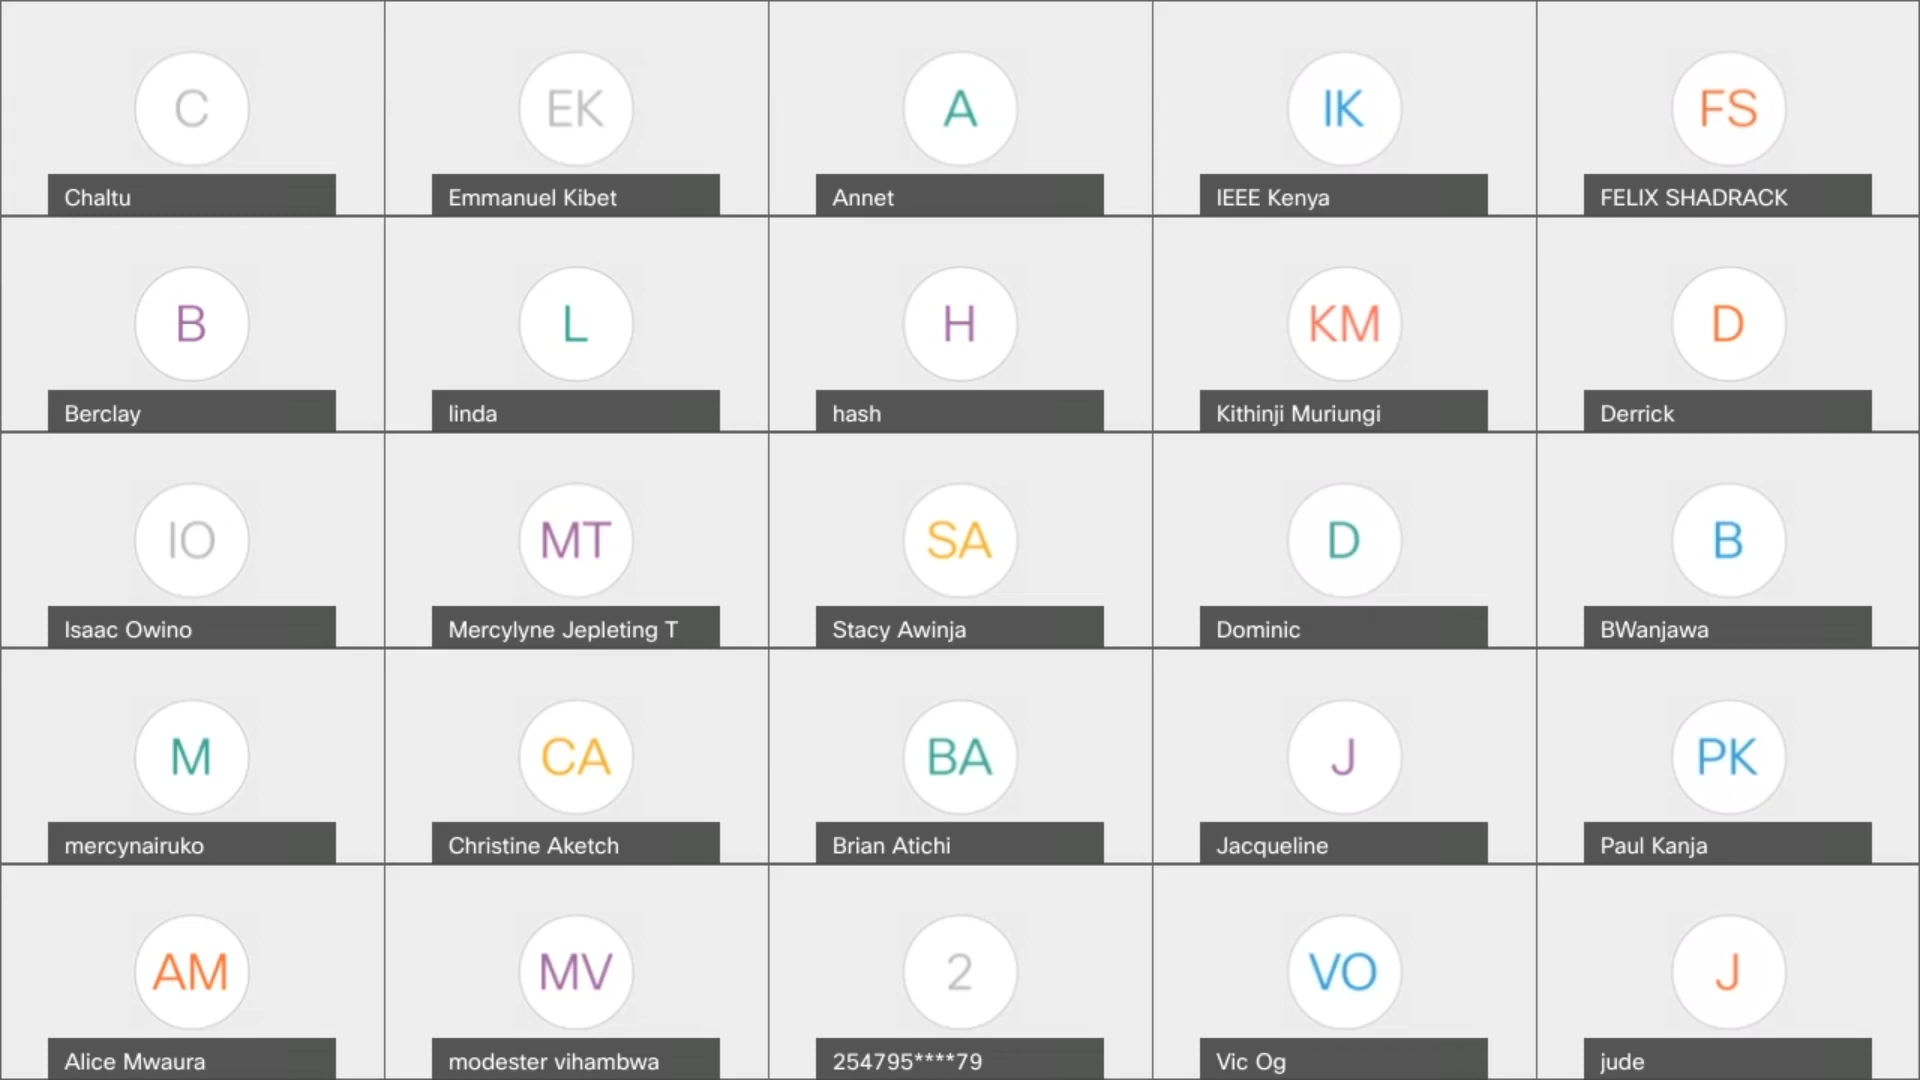 C
Chaltu
EK
Emmanuel Kibet
A
Annet
IK
IEEE Kenya
FS
FELIX SHADRACK
B
Berclay
L
linda
H
hash
KM
Kithinji Muriungi
D
Derrick
IO
Isaac Owino
MT
Mercylyne Jepleting T
SA
Stacy Awinja
D
Dominic
B
BWanjawa
M
mercynairuko
CA
Christine Aketch
BA
Brian Atichi
J
Jacqueline
PK
Paul Kanja
AM
Alice Mwaura
MV
modester vihambwa
2
254795****79
VO
Vic Og
J
jude